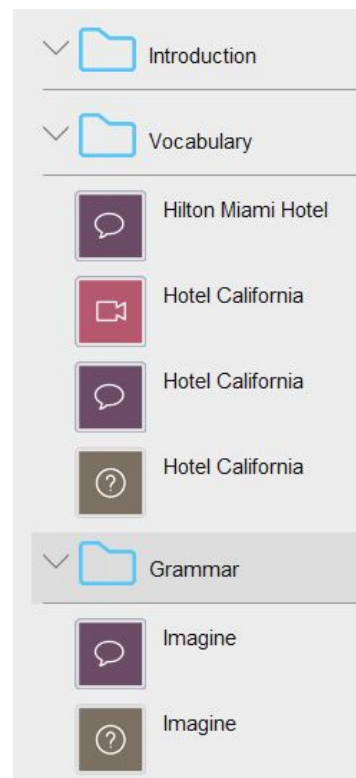 Introduction
Vocabulary
Hilton Miami Hotel
Hotel California
Hotel California
Hotel California
Grammar
Imagine
Imagine